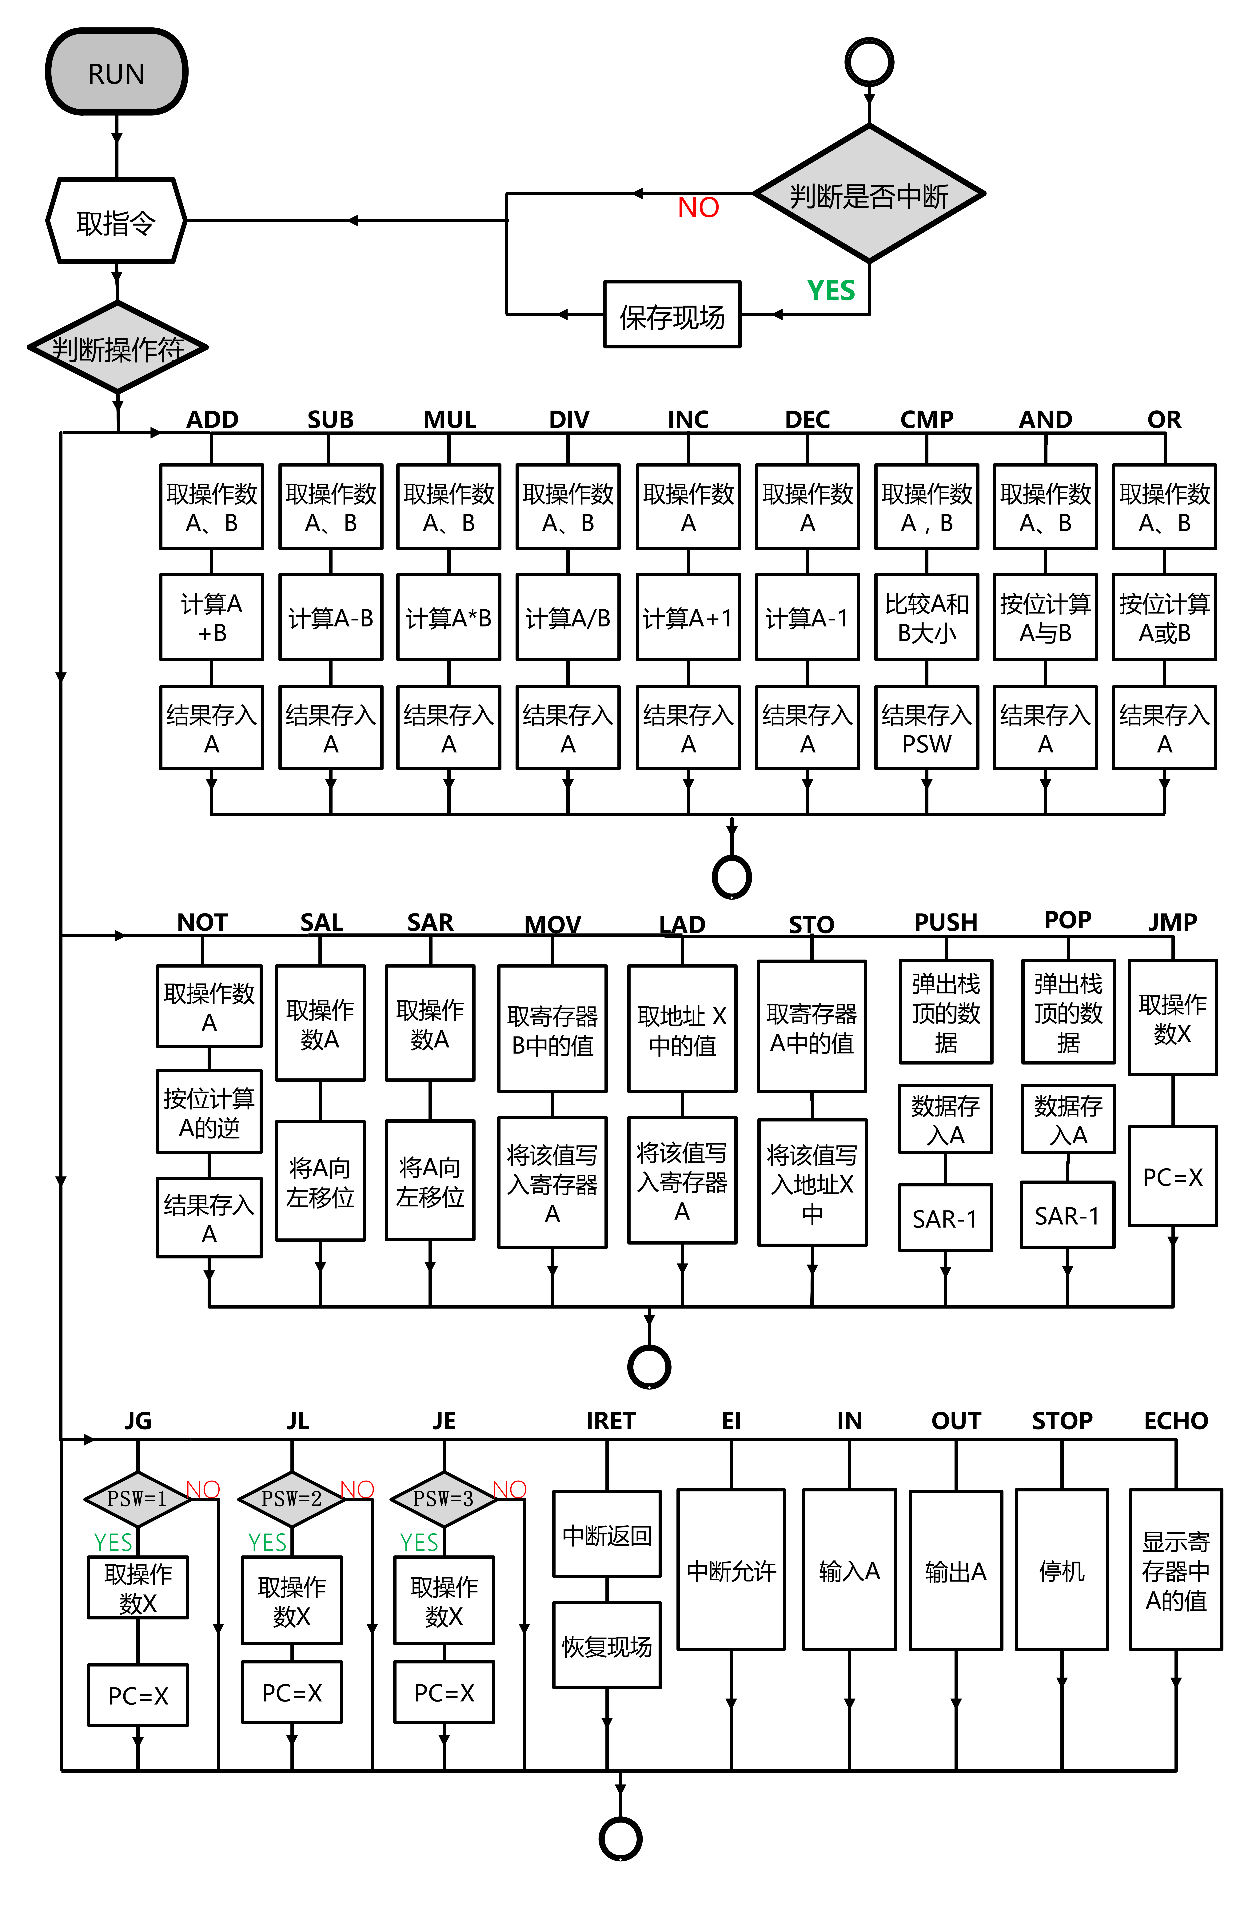 RUN
取指令
判断是否中断
NO
YES
保存现场
判断操作符
ADD
SUB
MUL
DIV
INC
DEC
CMP
AND
OR
取操作数
A、B
取操作数
A、B
取操作数
A、B
取操作数
A、B
取操作数
A
取操作数
A
取操作数
A，B
取操作数
A、B
取操作数
A、B
计算A
+B
计算A-B
计算A*B
计算A/B
计算A+1
计算A-1
比较A和
B大小
按位计算
A与B
按位计算
A或B
结果存入
A
结果存入
A
结果存入
A
结果存入
A
结果存入
A
结果存入
A
结果存入
PSW
结果存入
A
结果存入
A
NOT
SAL
SAR
MOV
LAD
STO
PUSH
POP
JMP
取操作数
A
取操作
数A
取操作
数A
取寄存器
B中的值
取地址 X
中的值
取寄存器
A中的值
弹出栈
顶的数
据
弹出栈
顶的数
据
取操作
数X
按位计算
A的逆
将A向
左移位
将A向
左移位
将该值写
入寄存器
A
将该值写
入寄存器
A
将该值写
入地址X
中
数据存
入A
数据存
入A
PC=X
结果存入
A
SAR-1
SAR-1
JG
JL
JE
IRET
EI
IN
OUT
STOP
ECHO
PSW=1
NO
PSW=2
NO
PSW=3
NO
YES
YES
YES
取操作
数X
取操作
数X
取操作
数X
中断返回
中断允许
输入A
输出A
停机
显示寄
存器中
A的值
恢复现场
PC=X
PC=X
PC=X